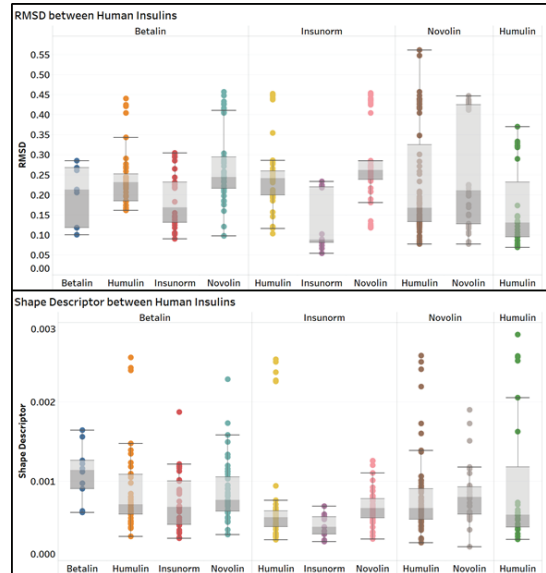 RMSD between Human Insulins
Betalin Insunorm Novolin Humulin
0.55
0.50
0.45
0.40
0.35
0.30
0.25
0.20
0.15
0.10
0.05
0.00
RMSD
Betalin Humulin Insunorm Novolin Humulin Insunorm Novolin Humulin Novolin Humulin
Shape Descriptor between Human Insulins
Betalin Insunorm Novolin Humulin
0.003
0.002
0.001
0.000
Shape Descriptor
Betalin Humulin Insunorm Novolin Humulin Insunorm Novolin Humulin Novolin Humulin